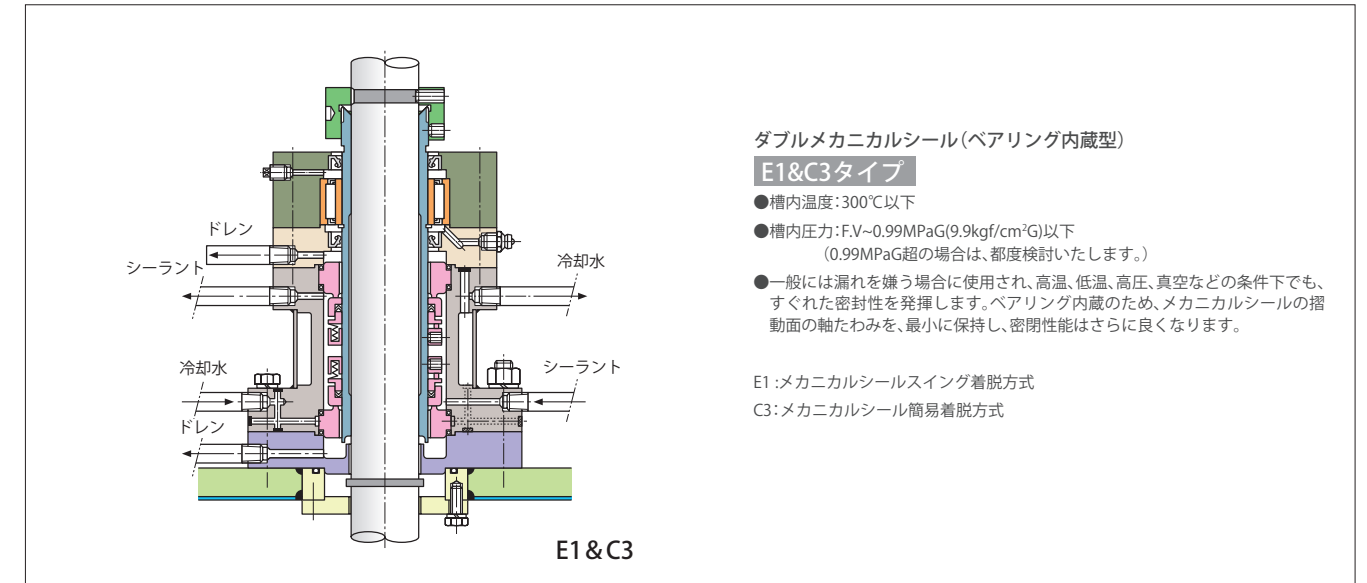 ドレン
シーラント
冷却水
冷却水
シーラント
ドレン
E1&C3
ダブルメカニカルシール(ベアリング内蔵型)
E1&C3タイプ
●槽内温度:300℃以下
●槽内圧力:F.V~0.99MPaG(9.9kgf/cm²G)以下
(0.99MPaG超の場合は、都度検討いたします。)
●一般には漏れを嫌う場合に使用され、高温、低温、高圧、真空などの条件下でも、
すぐれた密封性を発揮します。ベアリング内蔵のため、メカニカルシールの摺
動面の軸たわみを、最小に保持し、密閉性能はさらに良くなります。
E1:メカニカルシールスイング着脱方式
C3:メカニカルシール簡易着脱方式